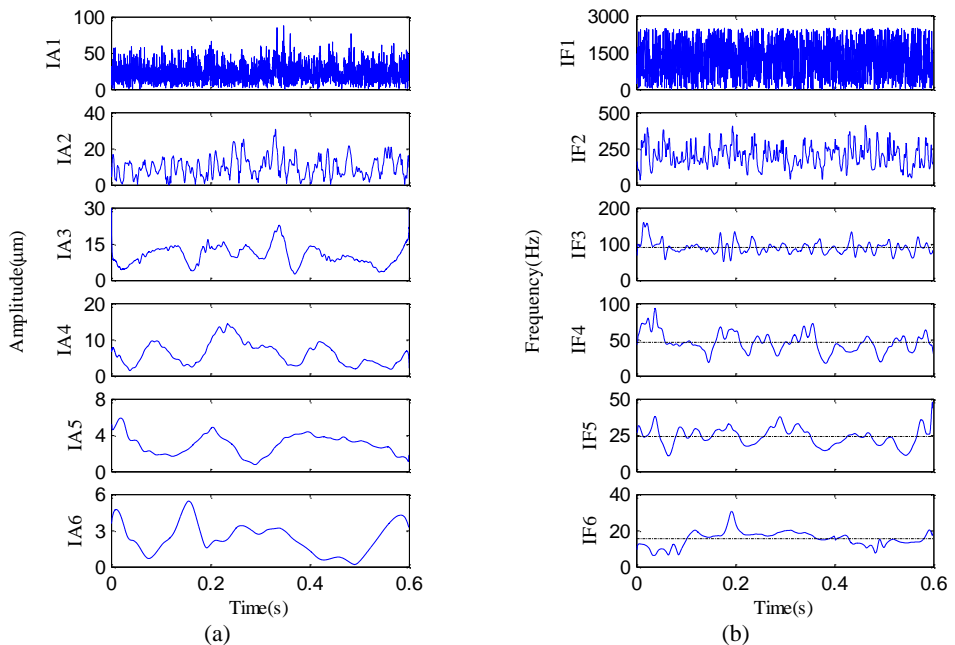 100
50
0
IA1
40
20
0
IA2
30
15
0
IA3
20
10
0
IA4
8
4
0
IA5
6
3
0
IA6
Amplitude(μm)
0 0.2 0.4 0.6
Time(s)
(a)
3000
1500
0
IF1
500
250
0
IF2
200
100
0
IF3
100
50
0
IF4
50
25
0
IF5
40
20
0
IF6
Frequency(Hz)
0 0.2 0.4 0.6
Time(s)
(b)